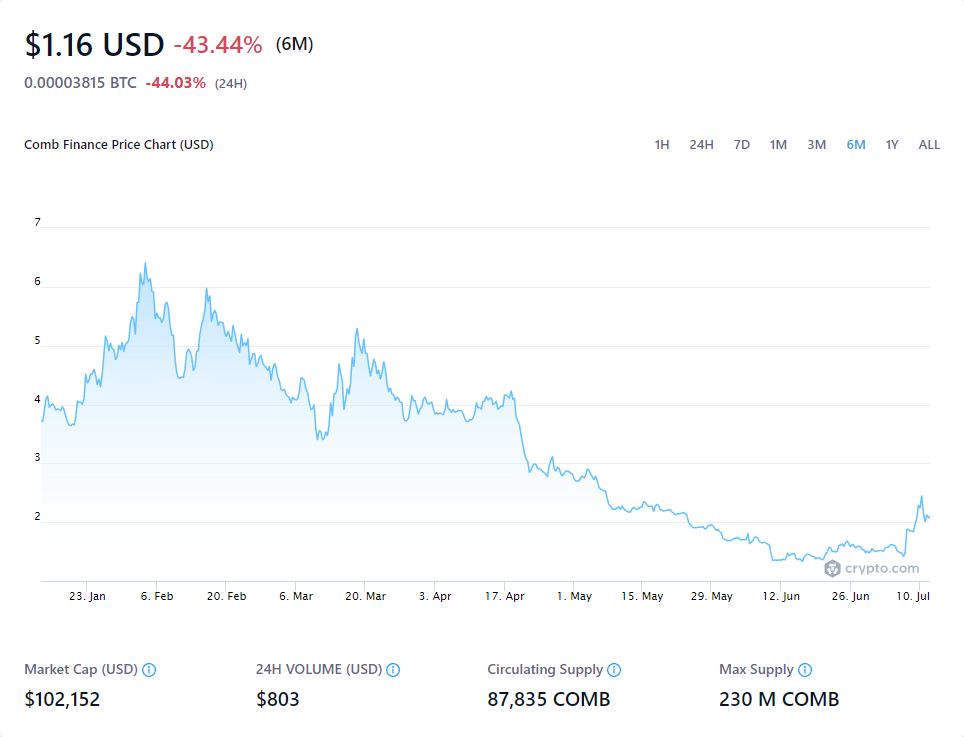 $1.16 USD -43.44% (6M)
0.00003815 BTC -44.03% (24H)
Comb Finance Price Chart (USD) 1H 24H 7D 1M 3M 6M 1Y ALL
7
6
5
4
3
2
crypto.com
23. Jan 6. Feb 20. Feb 6. Mar 20. Mar 3. Apr 17. Apr 1. May 15. May 29. May 12. Jun 26. Jun 10. Jul
Market Cap (USD) 24H VOLUME (USD) Circulating Supply Max Supply
$102,152 $803 87,835 COMB 230 M COMB